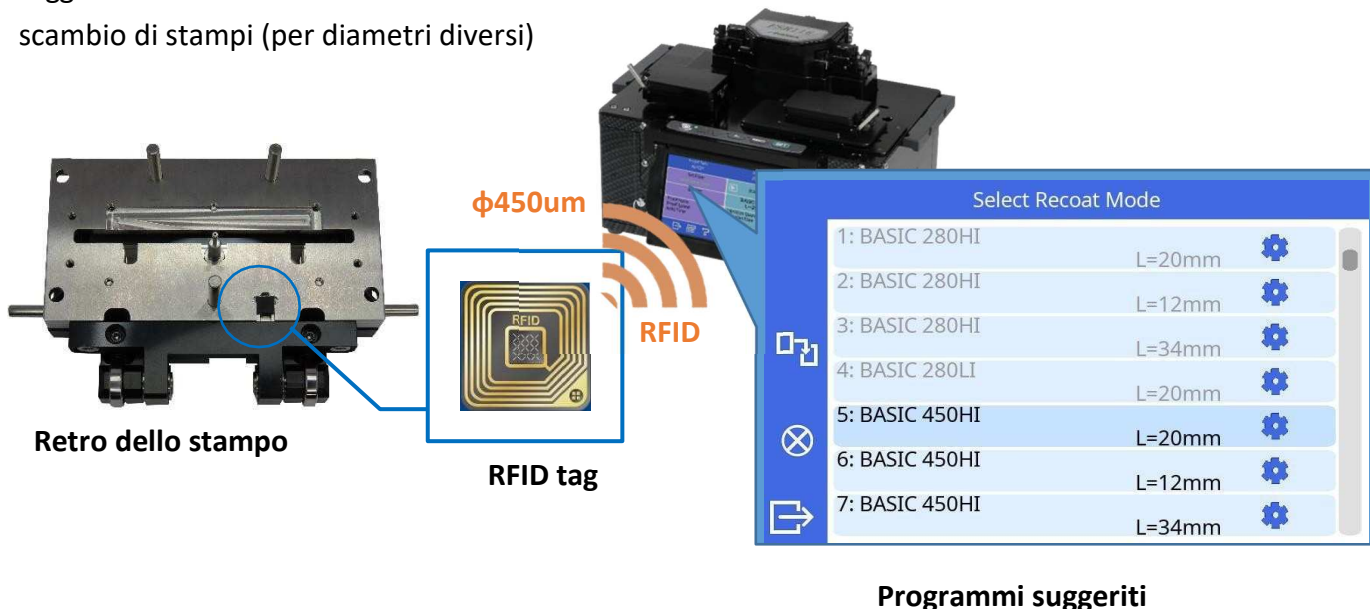 scambio di stampi (per diametri diversi)
ϕ450um
RFID
RFID
Retro dello stampo
RFID tag
Select Recoat Mode
1: BASIC 280HI
L=20mm
2: BASIC 280HI
L=12mm
3: BASIC 280HI
L=34mm
4: BASIC 280LI
L=20mm
5: BASIC 450HI
L=20mm
6: BASIC 450HI
L=12mm
7: BASIC 450HI
L=34mm
Programmi suggeriti